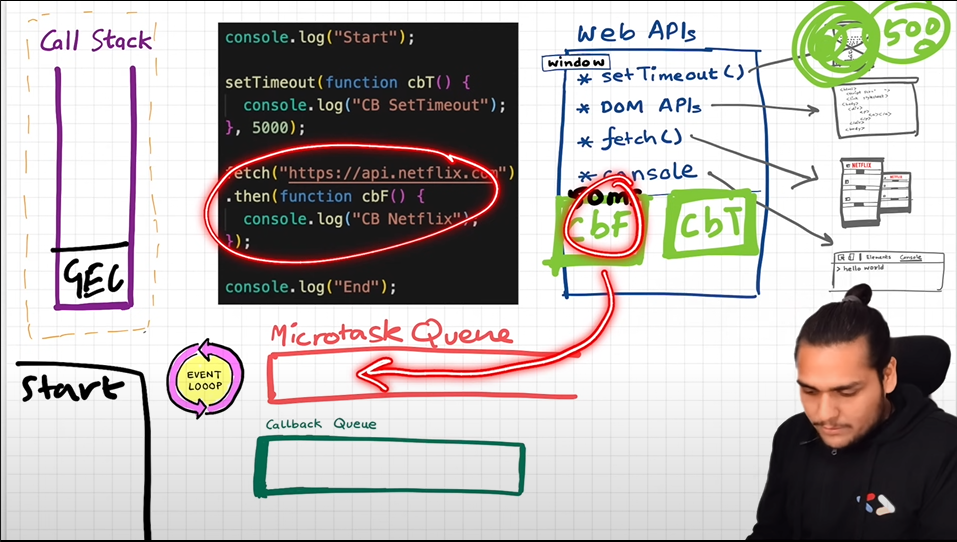 Call Stack
GEC
console.log("Start");
setTimeout(function cbT() {
console.log("CB SetTimeout");
}, 5000);
fetch("https://api.netflix.com")
.then(function cbF() {
console.log("CB Netflix");
});
console.log("End");
Web APIs
window
* setTimeout()
* DOM APIs
* fetch()
* console
CbF
CbT
500
NETFLIX
NETFLIX
Elements Console
> hello world
Start
EVENT
LOOOP
Microtask Queue
Callback Queue